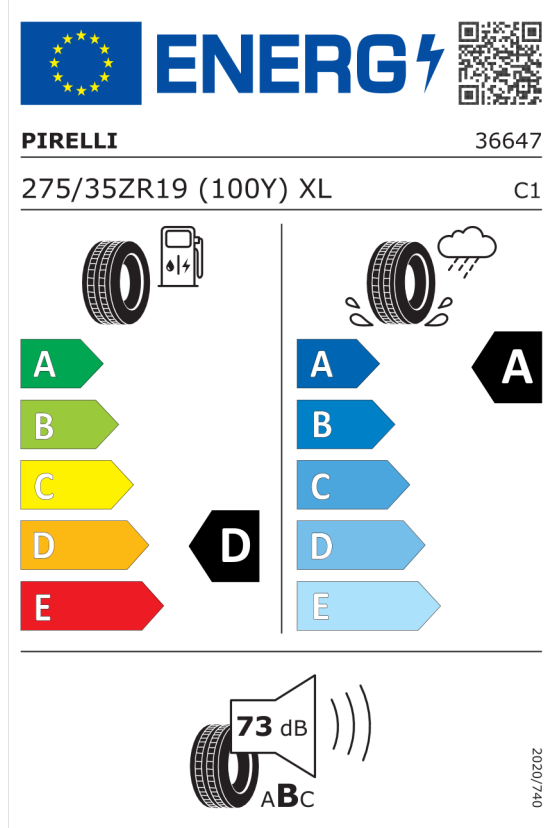 ENERG
PIRELLI 36647
275/35ZR19 (100Y) XL C1
A A A
B B
C C
D D D
E E
73 dB
ABC
2020/740